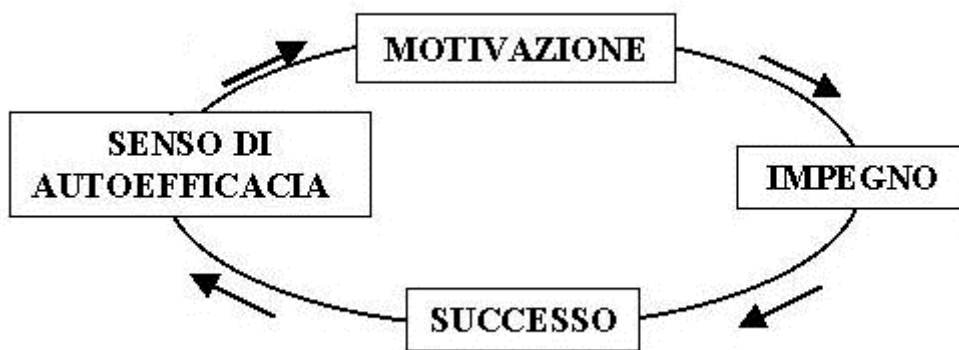 MOTIVAZIONE
SENSO DI
AUTOEFFICACIA
IMPEGNO
SUCCESSO